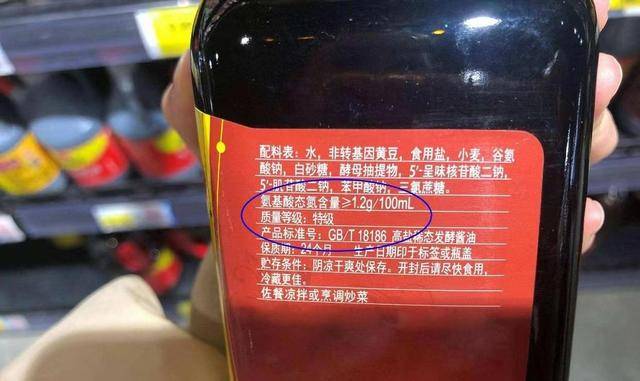 配料表：水，非转基因黄豆，食用盐，小麦，谷氨
酸钠，白砂糖，酵母抽提物，5'-呈味核苷酸二钠，
5'-肌苷酸二钠，苯甲酸钠，三氯蔗糖。
氨基酸态氮含量≥1.2g/100mL
质量等级：特级
产品标准号：GB/T 18186 高盐稀态发酵酱油
保质期：24个月 生产日期印于标签或瓶盖
贮存条件：阴凉干爽处保存。开封后请尽快食用，
冷藏更佳。
佐餐凉拌或烹调炒菜